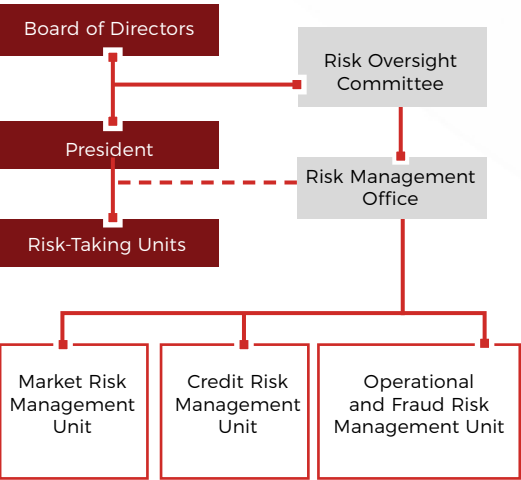 Board of Directors
Risk Oversight
Committee
President
Risk Management
Office
Risk-Taking Units
Market Risk
Management
Unit
Credit Risk
Management
Unit
Operational
and Fraud Risk
Management Unit